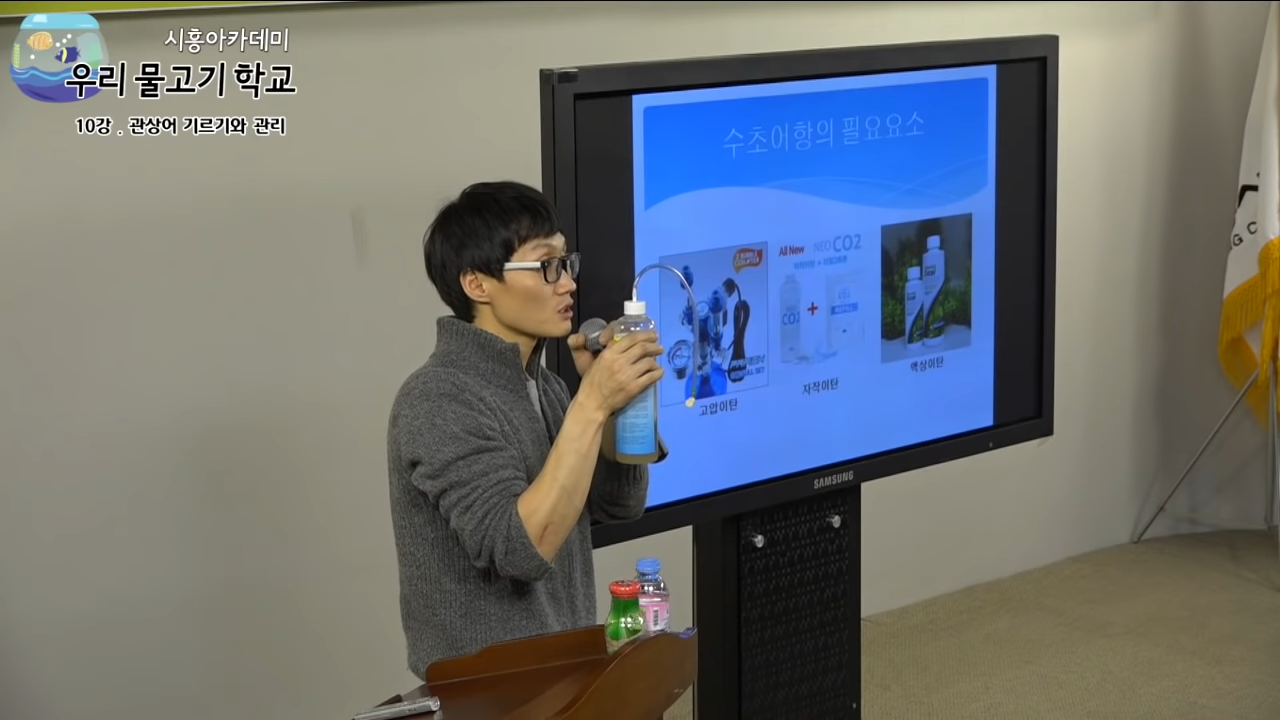 시흥아카데미
우리 물고기 학교
10강 . 관상어 기르기와 관리
수초어항의 필요요소
All New NEO CO2
CO2
고압이탄
자작이탄
액상이탄
SAMSUNG
G C